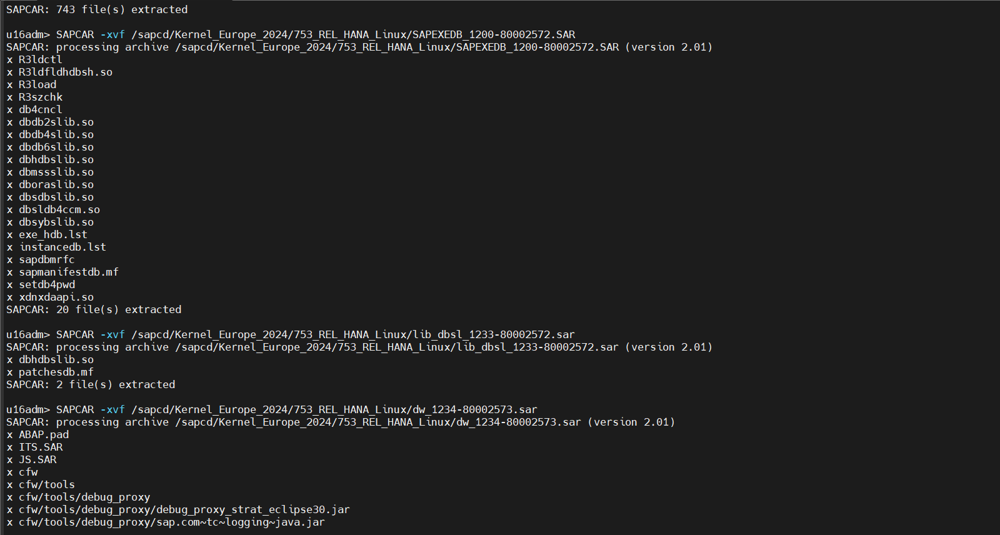 SAPCAR: 743 file(s) extracted
u16adm> SAPCAR -xvf /sapcd/Kernel_Europe_2024/753_REL_HANA_Linux/SAPEXEDB_1200-80002572.SAR
SAPCAR: processing archive /sapcd/Kernel_Europe_2024/753_REL_HANA_Linux/SAPEXEDB_1200-80002572.SAR (version 2.01)
x R3ldctl
x R3ldfldhdbsh.so
x R3load
x R3szchk
x db4cncl
x dbdb2slib.so
x dbdb4slib.so
x dbdb6slib.so
x dbhdbslib.so
x dbmssslib.so
x dboraslib.so
x dbsdbslib.so
x dbsldb4ccm.so
x dbsybslib.so
x exe_hdb.lst
x instancedb.lst
x sapdbmrfc
x sapmanifestdb.mf
x setdb4pwd
x xdnxdaapi.so
SAPCAR: 20 file(s) extracted
u16adm> SAPCAR -xvf /sapcd/Kernel_Europe_2024/753_REL_HANA_Linux/lib_dbsl_1233-80002572.sar
SAPCAR: processing archive /sapcd/Kernel_Europe_2024/753_REL_HANA_Linux/lib_dbsl_1233-80002572.sar (version 2.01)
x dbhdbslib.so
x patchesdb.mf
SAPCAR: 2 file(s) extracted
u16adm> SAPCAR -xvf /sapcd/Kernel_Europe_2024/753_REL_HANA_Linux/dw_1234-80002573.sar
SAPCAR: processing archive /sapcd/Kernel_Europe_2024/753_REL_HANA_Linux/dw_1234-80002573.sar (version 2.01)
x ABAP.pad
x ITS.SAR
x JS.SAR
x cfw
x cfw/tools
x cfw/tools/debug_proxy
x cfw/tools/debug_proxy/debug_proxy_strat_eclipse30.jar
x cfw/tools/debug_proxy/sap.com~tc~logging~java.jar